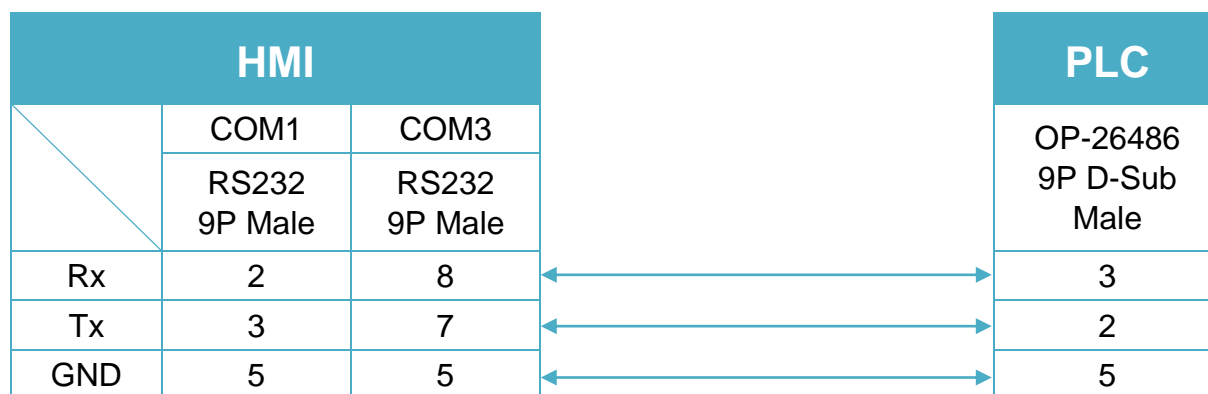 HMI PLC
COM1 COM3 OP-26486
9P D-Sub
Male
RS232 RS232
9P Male 9P Male
Rx 2 8 3
Tx 3 7 2
GND 5 5 5